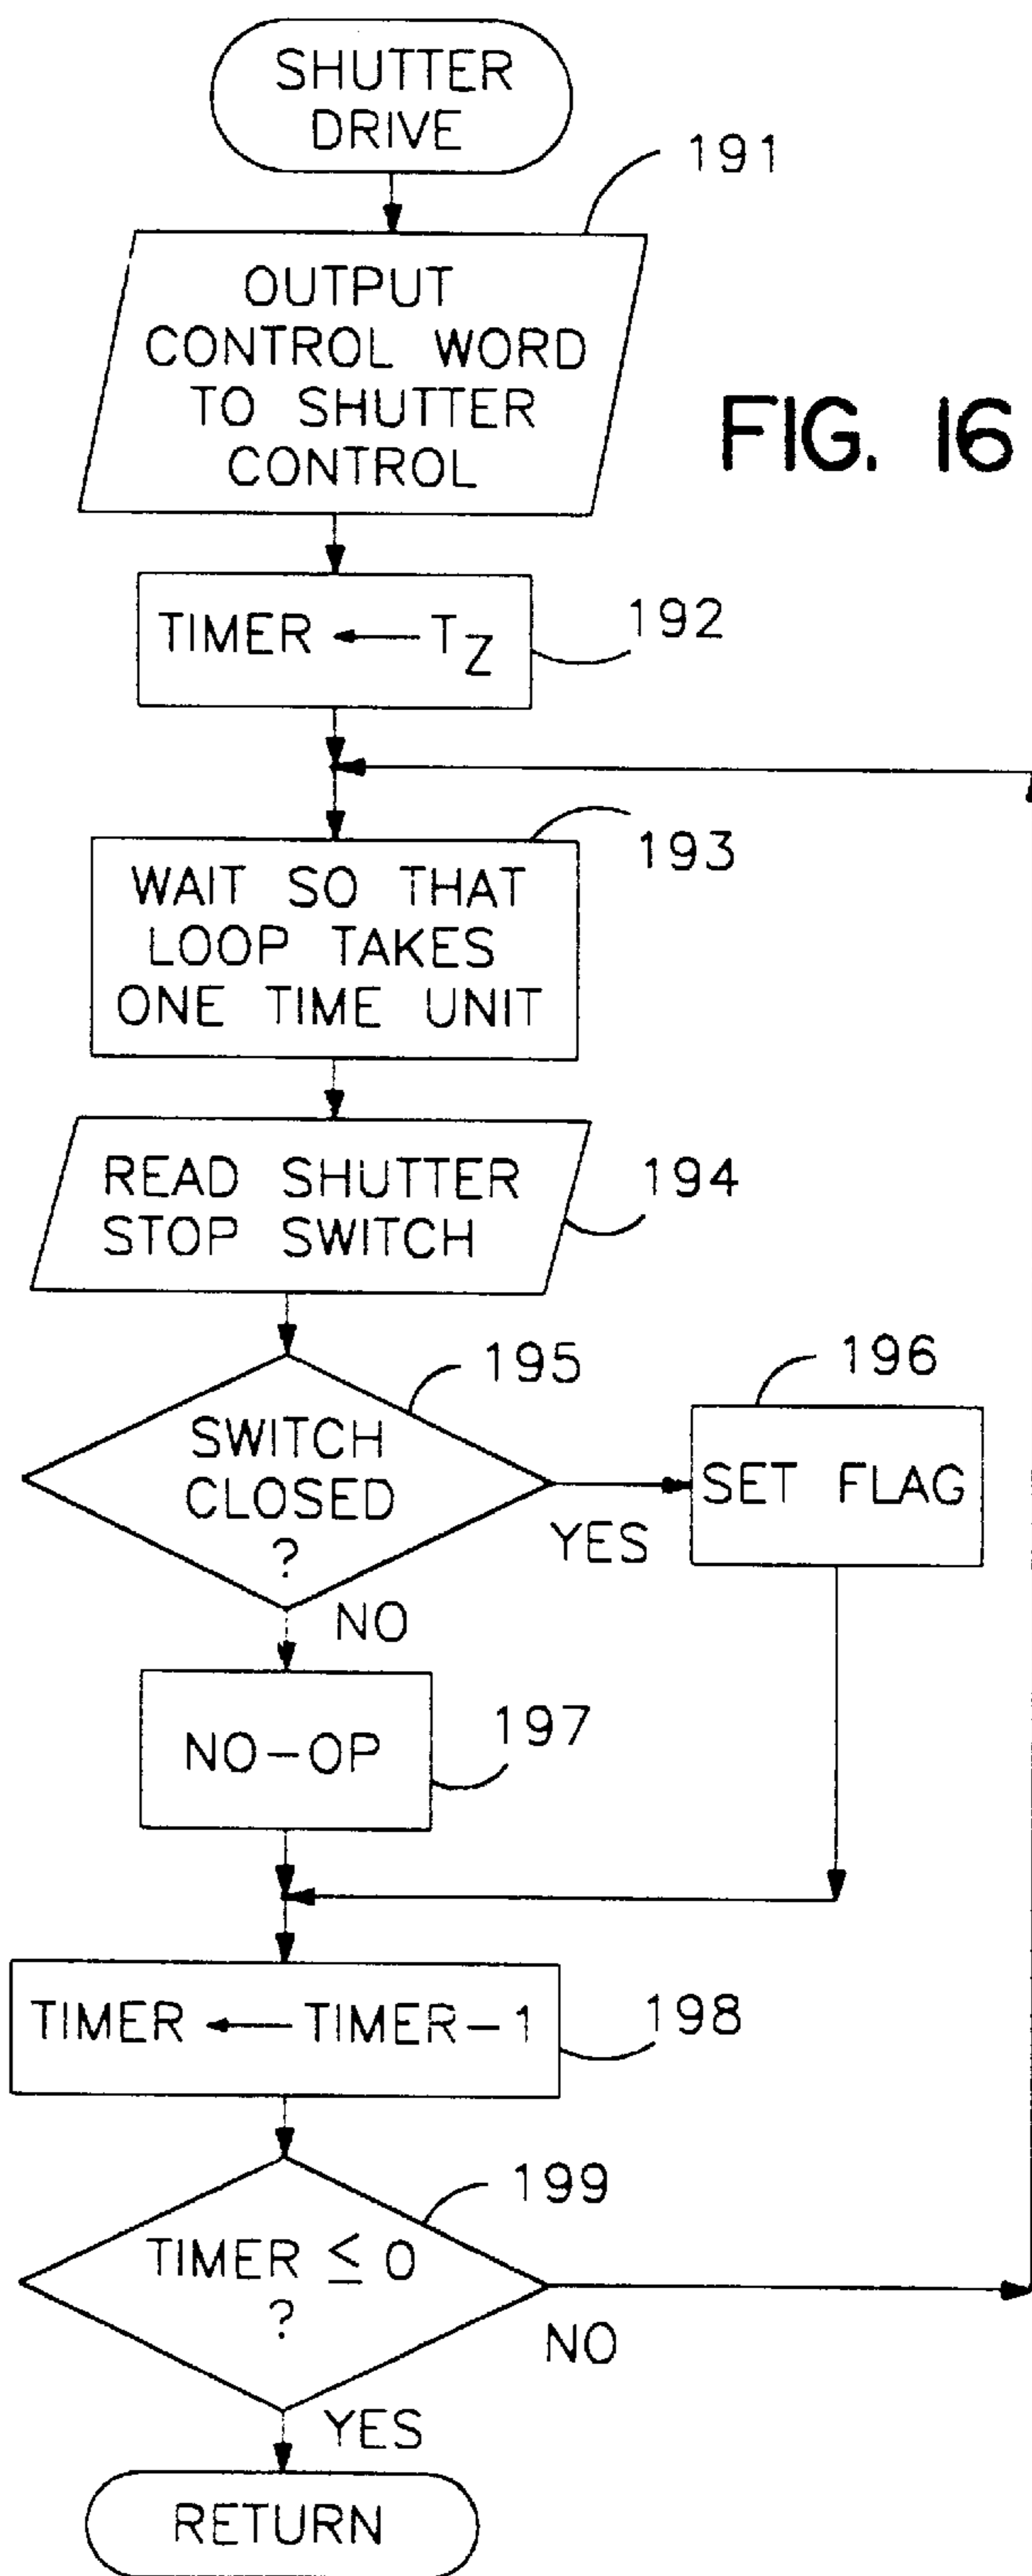 SHUTTER
DRIVE
191
OUTPUT
CONTROL WORD
TO SHUTTER
CONTROL
FIG. 16
TIMER ← TZ
192
193
WAIT SO THAT
LOOP TAKES
ONE TIME UNIT
READ SHUTTER
STOP SWITCH
194
195
SWITCH
CLOSED
?
YES
196
SET FLAG
NO
NO-OP
197
TIMER ← TIMER-1
198
199
TIMER ≤ 0
?
NO
YES
RETURN